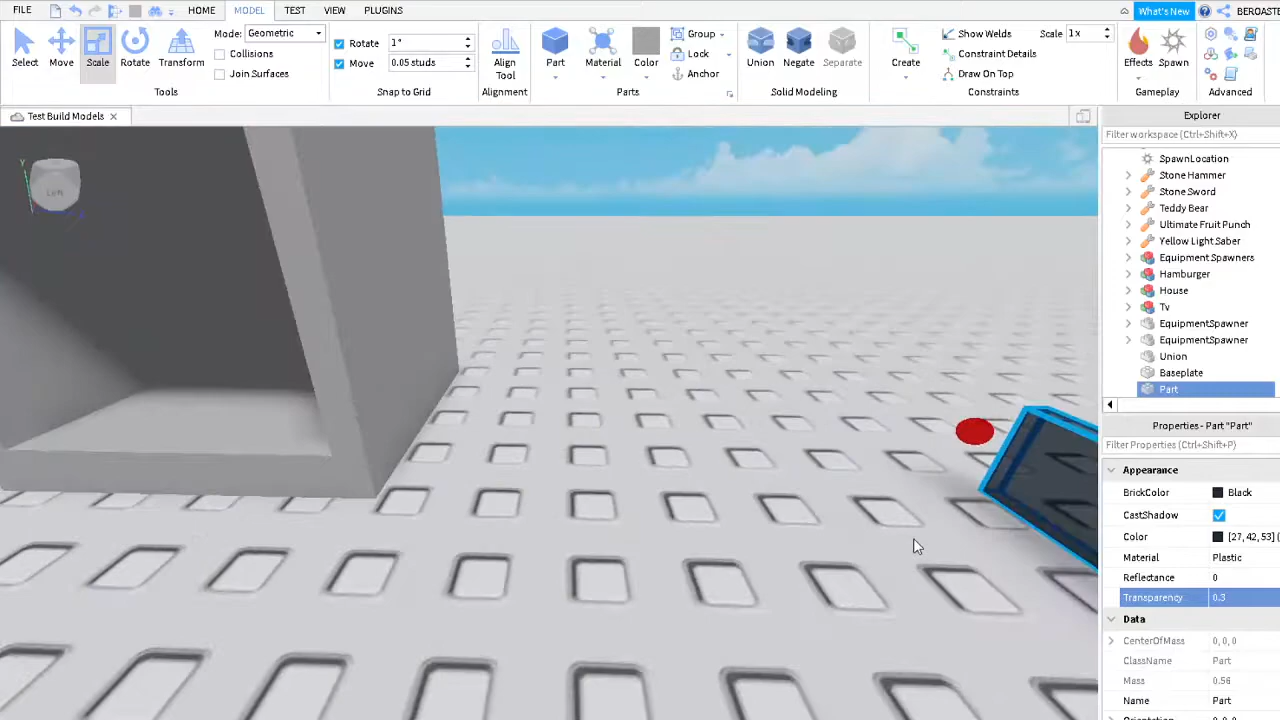 FILE HOME MODEL TEST VIEW PLUGINS What's New BEROASTE
Select Move Scale Rotate Transform
Mode: Geometric
Collisions
Join Surfaces
Tools
Rotate 1°
Move 0.05 studs
Snap to Grid
Align Tool
Alignment
Part Material Color
Group
Lock
Anchor
Parts
Union Negate Separate
Solid Modeling
Create
Show Welds Scale 1x
Constraint Details
Draw On Top
Constraints
Effects Spawn
Gameplay
Advanced
Test Build Models
Explorer
Filter workspace (Ctrl+Shift+X)
SpawnLocation
Stone Hammer
Stone Sword
Teddy Bear
Ultimate Fruit Punch
Yellow Light Saber
Equipment Spawners
Hamburger
House
Tv
EquipmentSpawner
EquipmentSpawner
Union
Baseplate
Part
Properties - Part "Part"
Filter Properties (Ctrl+Shift+P)
Appearance
BrickColor Black
CastShadow
Color [27, 42, 53] (
Material Plastic
Reflectance 0
Transparency 0.3
Data
CenterOfMass 0, 0, 0
ClassName Part
Mass 0.56
Name Part